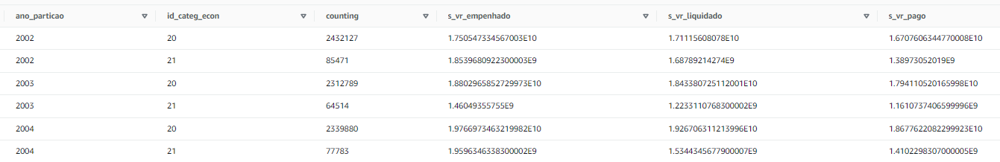 ano_particao id_categ_econ counting s_vr_empenhado s_vr_liquidado s_vr_pago
2002 20 2432127 1.750547334567003E10 1.71115608078E10 1.6707606344770008E10
2002 21 85471 1.8539680922300003E9 1.68789214274E9 1.38973052019E9
2003 20 2312789 1.8802965852729973E10 1.843380725112001E10 1.794110520165998E10
2003 21 64514 1.46049355755E9 1.2233110768300002E9 1.1610737406599996E9
2004 20 2339880 1.9766973463219982E10 1.926706311213996E10 1.8677622082299923E10
2004 21 77783 1.9596346338300002E9 1.5344345677900007E9 1.4102298307000005E9